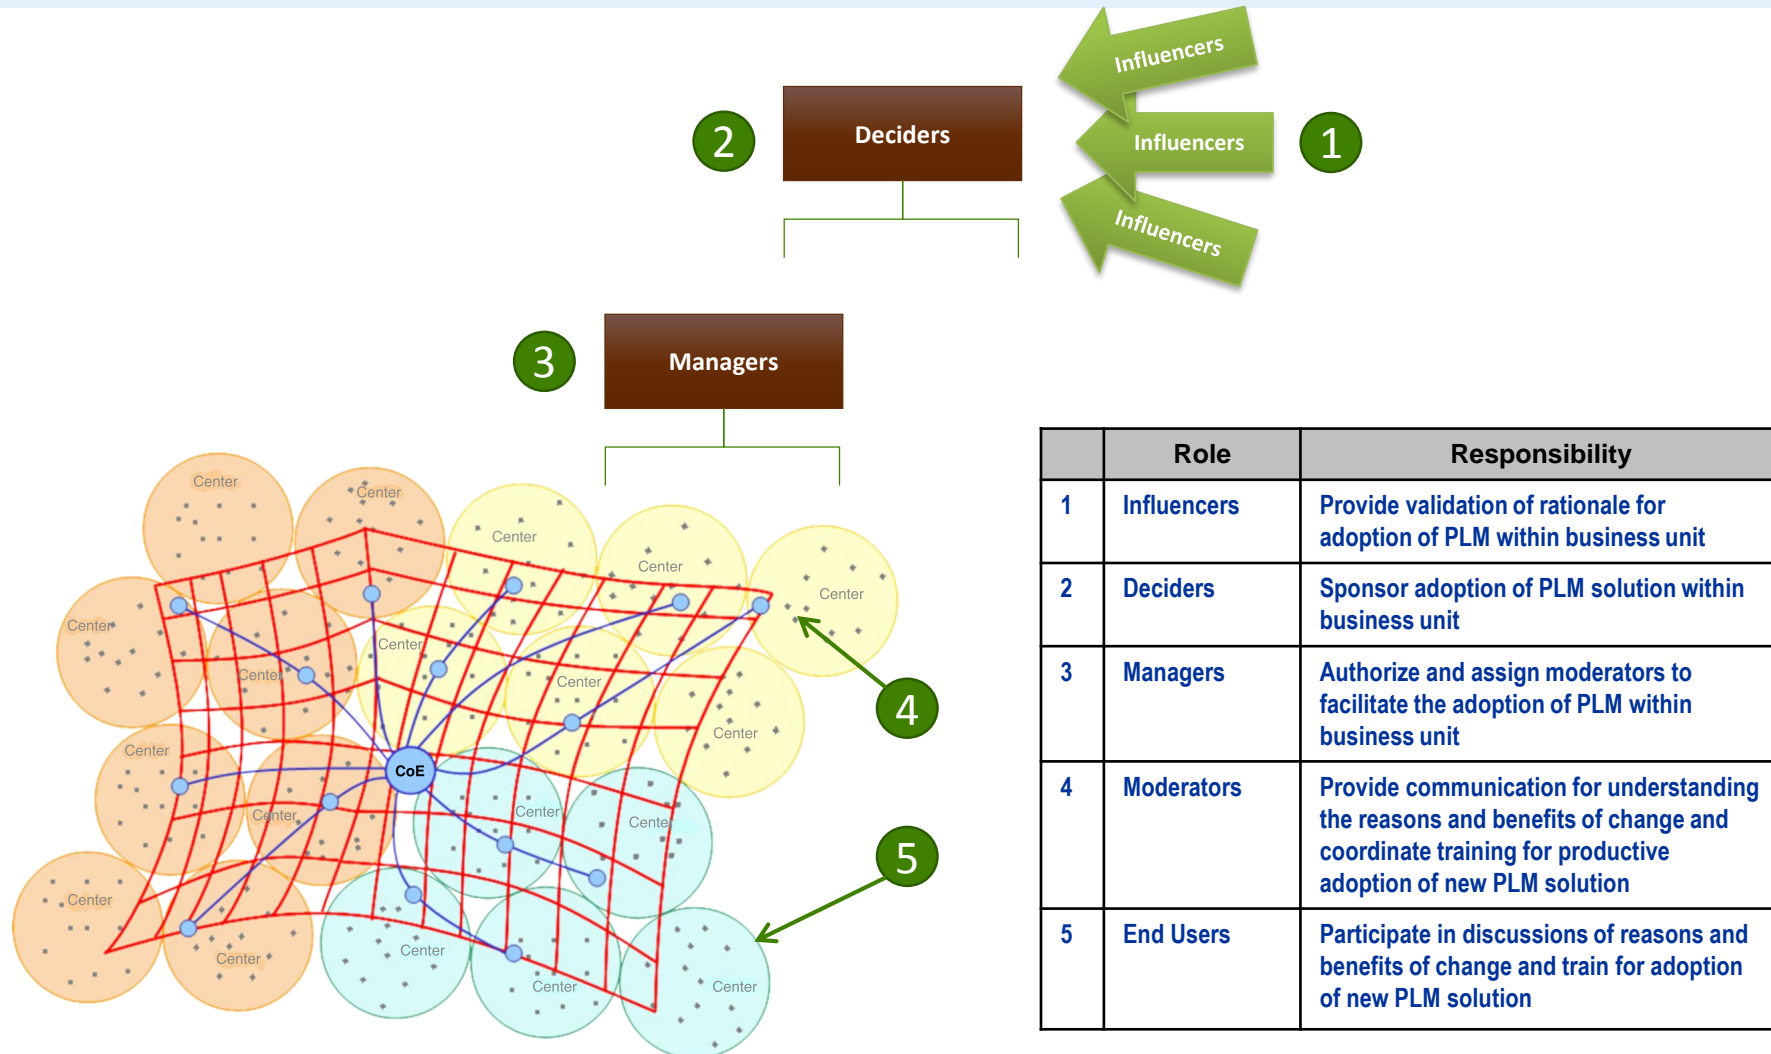 Influencers
2
Deciders
Influencers
1
Influencers
3
Managers
Center
Center
Center
Center
Center
Center
Center
Center
Center
Center
Center
Center
CoE
Center
Center
Center
Center
Center
Center
Center
Center
Center
4
5
Role Responsibility
1 Influencers Provide validation of rationale for
adoption of PLM within business unit
2 Deciders Sponsor adoption of PLM solution within
business unit
3 Managers Authorize and assign moderators to
facilitate the adoption of PLM within
business unit
4 Moderators Provide communication for understanding
the reasons and benefits of change and
coordinate training for productive
adoption of new PLM solution
5 End Users Participate in discussions of reasons and
benefits of change and train for adoption
of new PLM solution